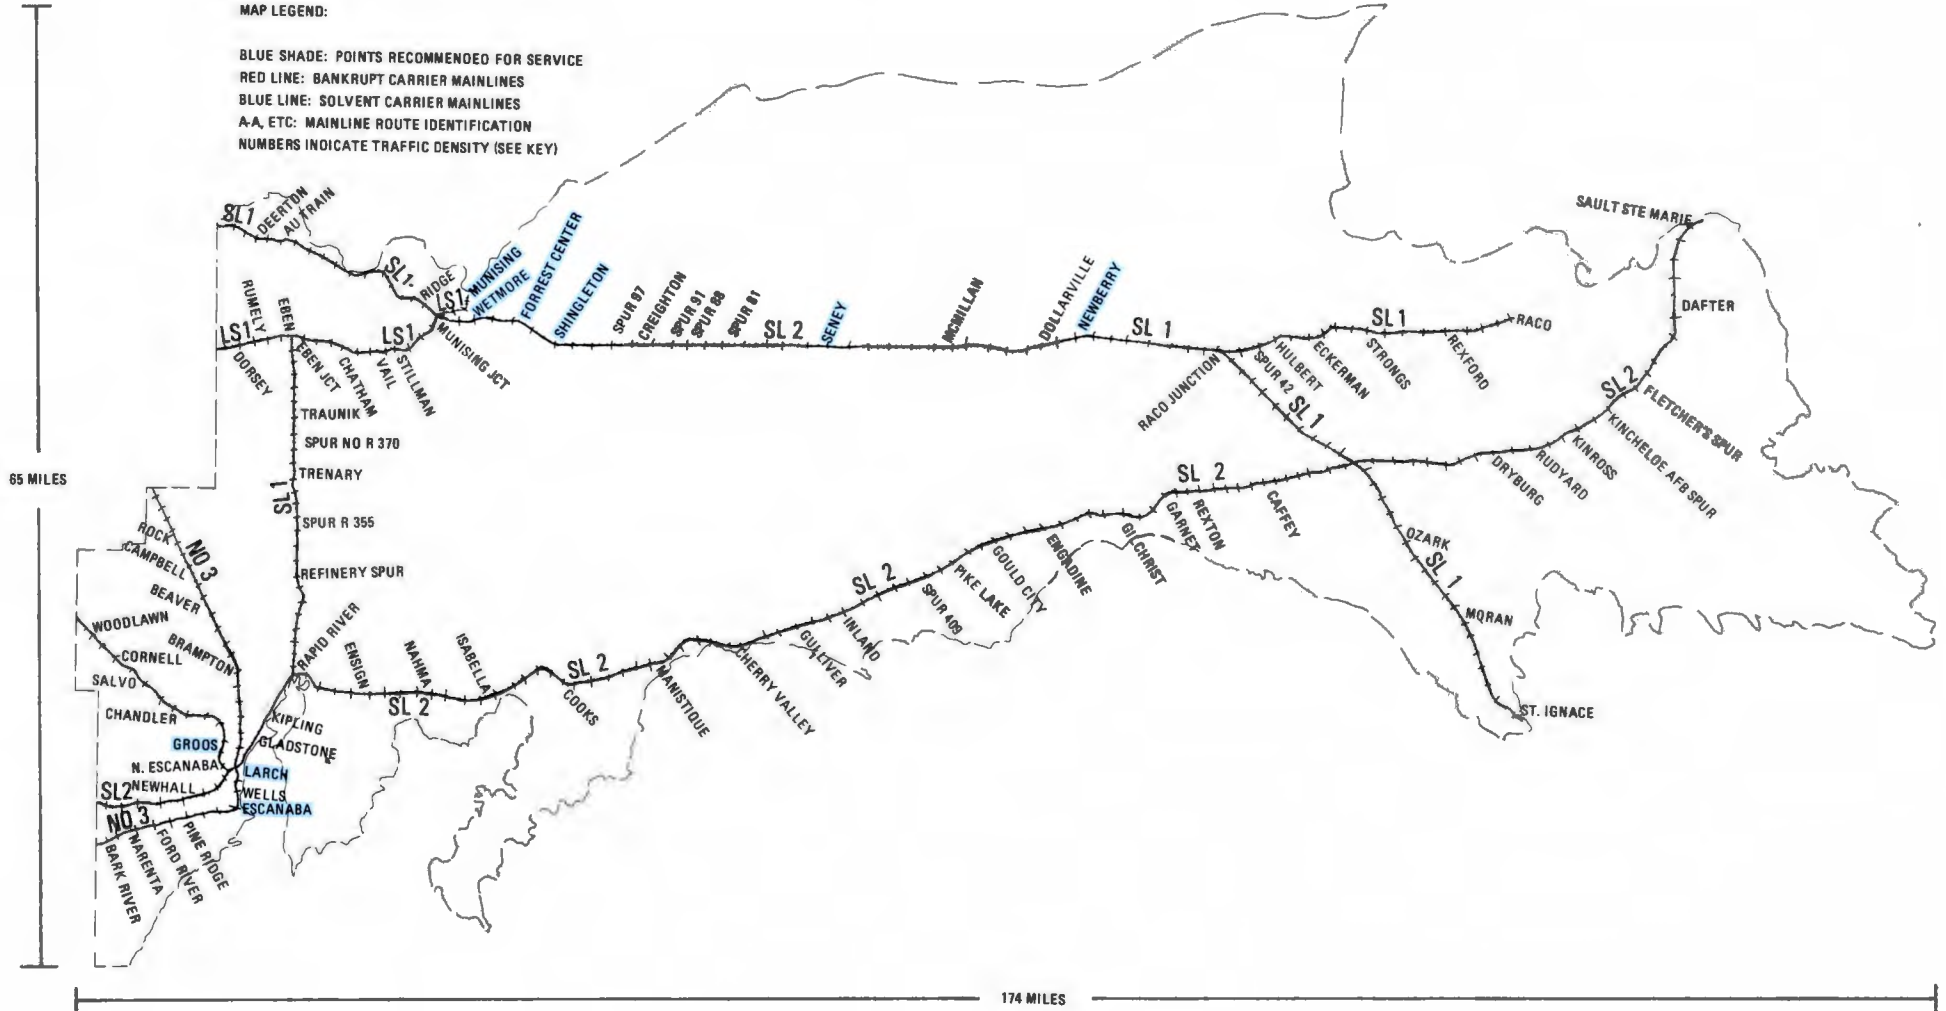 MAP LEGEND:
BLUE SHADE: POINTS RECOMMENDED FOR SERVICE
RED LINE: BANKRUPT CARRIER MAINLINES
BLUE LINE: SOLVENT CARRIER MAINLINES
A-A, ETC: MAINLINE ROUTE IDENTIFICATION
NUMBERS INDICATE TRAFFIC DENSITY (SEE KEY)
SL1
DEERTON
AU TRAIN
SL1
RIDGE
LS1
MUNISING
WETMORE
FORREST CENTER
SHINGLETON
SPUR 97
CREIGHTON
SPUR 91
SPUR 88
SPUR 81
SL 2
SENEY
MCMILLAN
DOLLARVILLE
NEWBERRY
SL 1
SL1
RACO
SAULT STE MARIE
DAFTER
RUMELY
EBEN
LS1
DORSEY
EBEN JCT
CHATHAM
VAIL
STILLMAN
LS1
MUNISING JCT
RACO JUNCTION
SPUR 42
HULBERT
ECKERMAN
STRONGS
REXFORD
SL1
SL2
FLETCHER'S SPUR
KINCHELOE AFB SPUR
KINROSS
RUDYARD
DRYBURG
TRAUNIK
SPUR NO R 370
TRENARY
SL1
SPUR R 355
REFINERY SPUR
RAPID RIVER
65 MILES
SL 2
CAFFEY
REXTON
GARNET
GILCHRIST
ENGADINE
GOULD CITY
PIKE LAKE
SPUR 409
SL 2
INLAND
GULLIVER
CHERRY VALLEY
MANISTIQUE
SL 2
COOKS
ISABELLA
NAHMA
ENSIGN
SL 2
OZARK
SL 1
MORAN
ST. IGNACE
ROCK
NO 3
CAMPBELL
BEAVER
BRAMPTON
WOODLAWN
CORNELL
SALVO
CHANDLER
GROOS
N. ESCANABA
KIPLING
GLADSTONE
LARCH
WELLS
ESCANABA
SL2
NEWHALL
NO. 3
BARK RIVER
NARENTA
FORD RIVER
PINE RIDGE
174 MILES